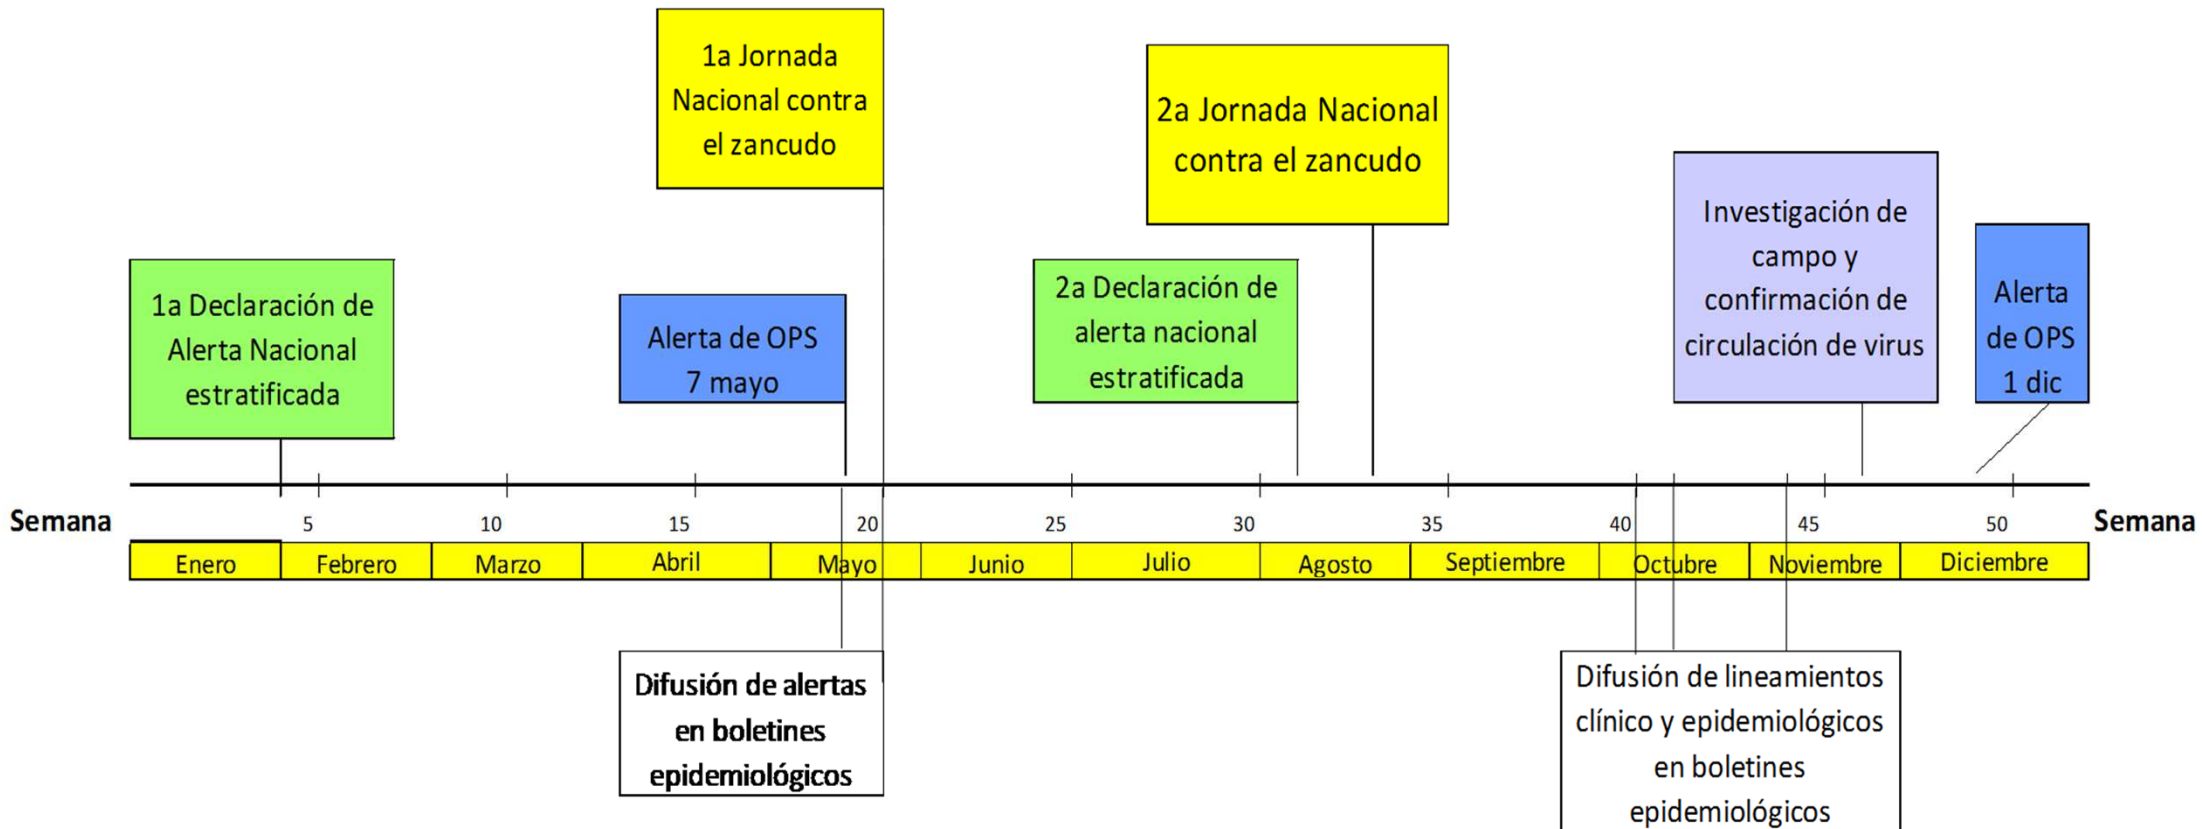 1a Jornada
Nacional contra
el zancudo
2a Jornada Nacional
contra el zancudo
Investigación de
campo y
confirmación de
circulación de virus
1a Declaración de
Alerta Nacional
estratificada
Alerta de OPS
7 mayo
2a Declaración de
alerta nacional
estratificada
Alerta
de OPS
1 dic
Semana 5 10 15 20 25 30 35 40 45 50 Semana
Enero Febrero Marzo Abril Mayo Junio Julio Agosto Septiembre Octubre Noviembre Diciembre
Difusión de alertas
en boletines
epidemiológicos
Difusión de lineamientos
clínico y epidemiológicos
en boletines
epidemiológicos